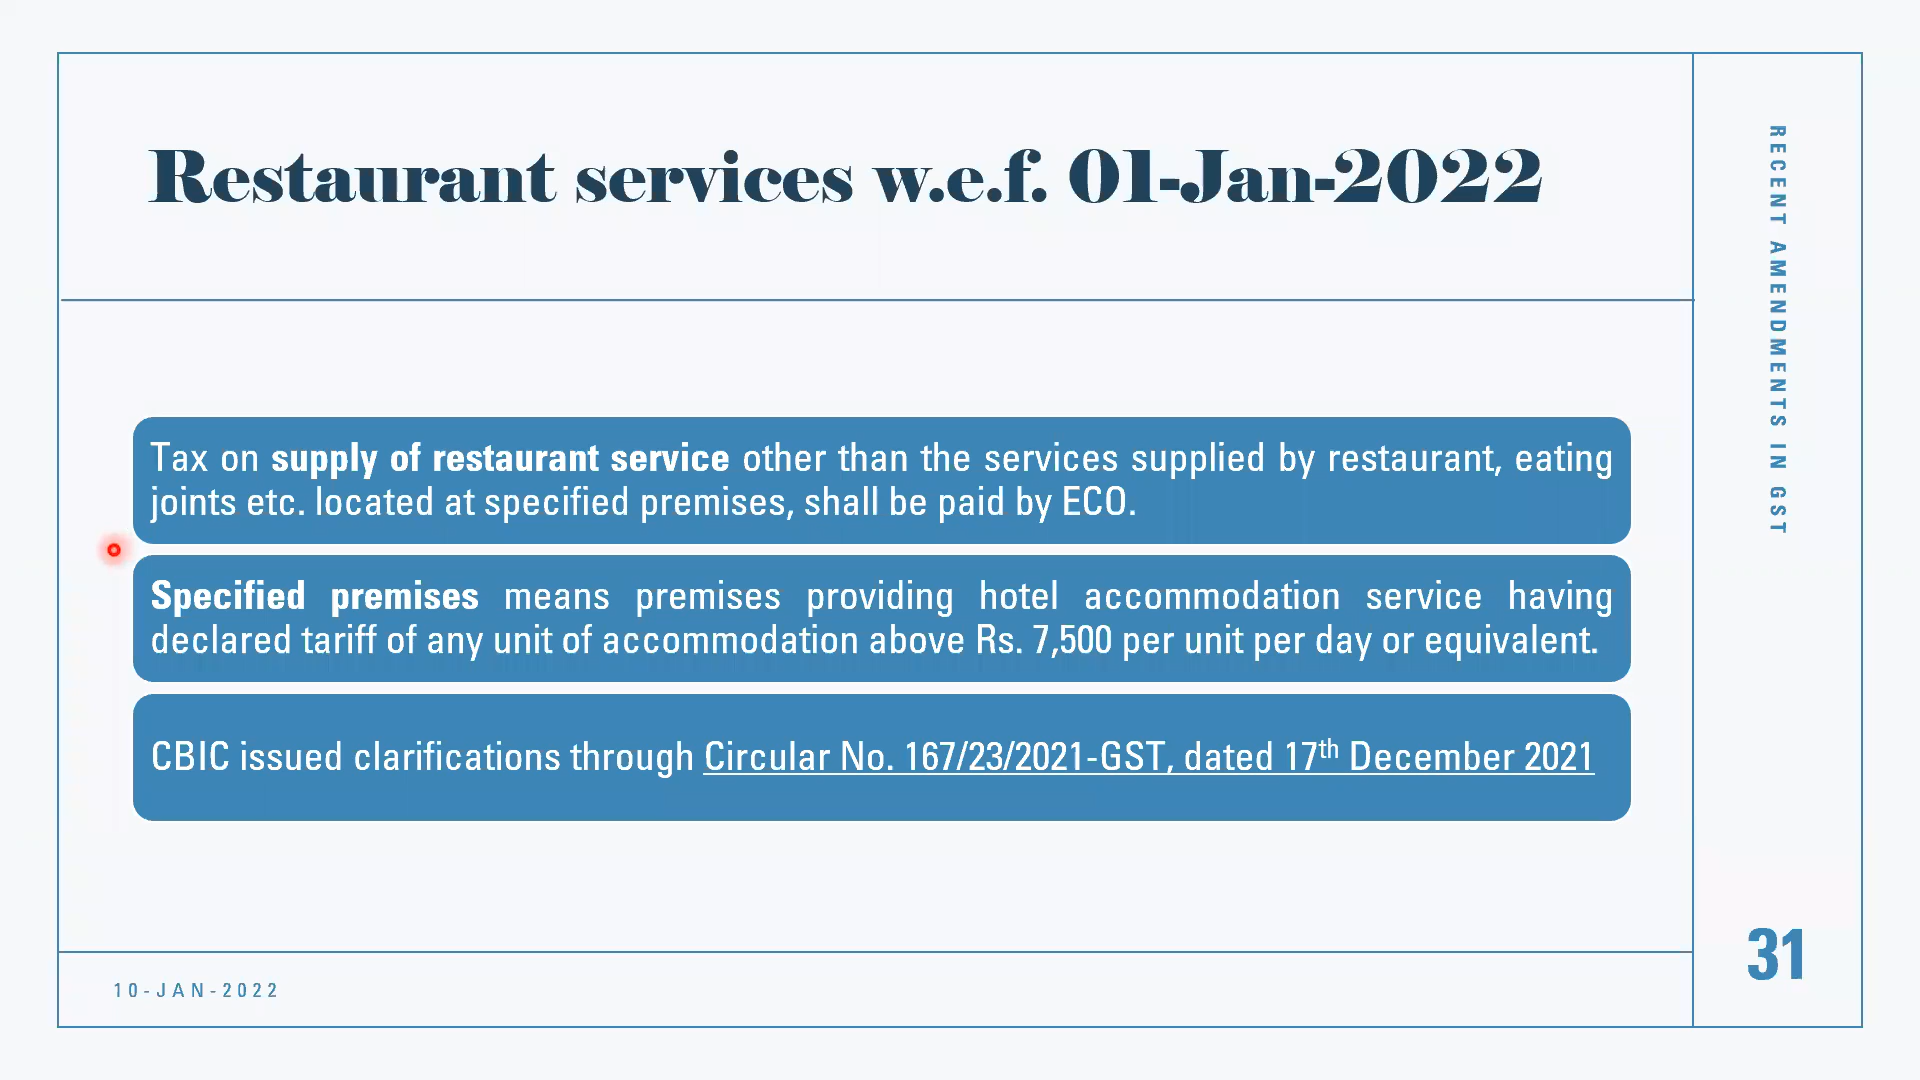 Restaurant services w.e.f. 01-Jan-2022
Tax on supply of restaurant service other than the services supplied by restaurant, eating
joints etc. located at specified premises, shall be paid by ECO.
Specified premises means premises providing hotel accommodation service having
declared tariff of any unit of accommodation above Rs. 7,500 per unit per day or equivalent.
CBIC issued clarifications through Circular No. 167/23/2021-GST, dated 17th December 2021
RECENT AMENDMENTS IN GST
10-JAN-2022
31